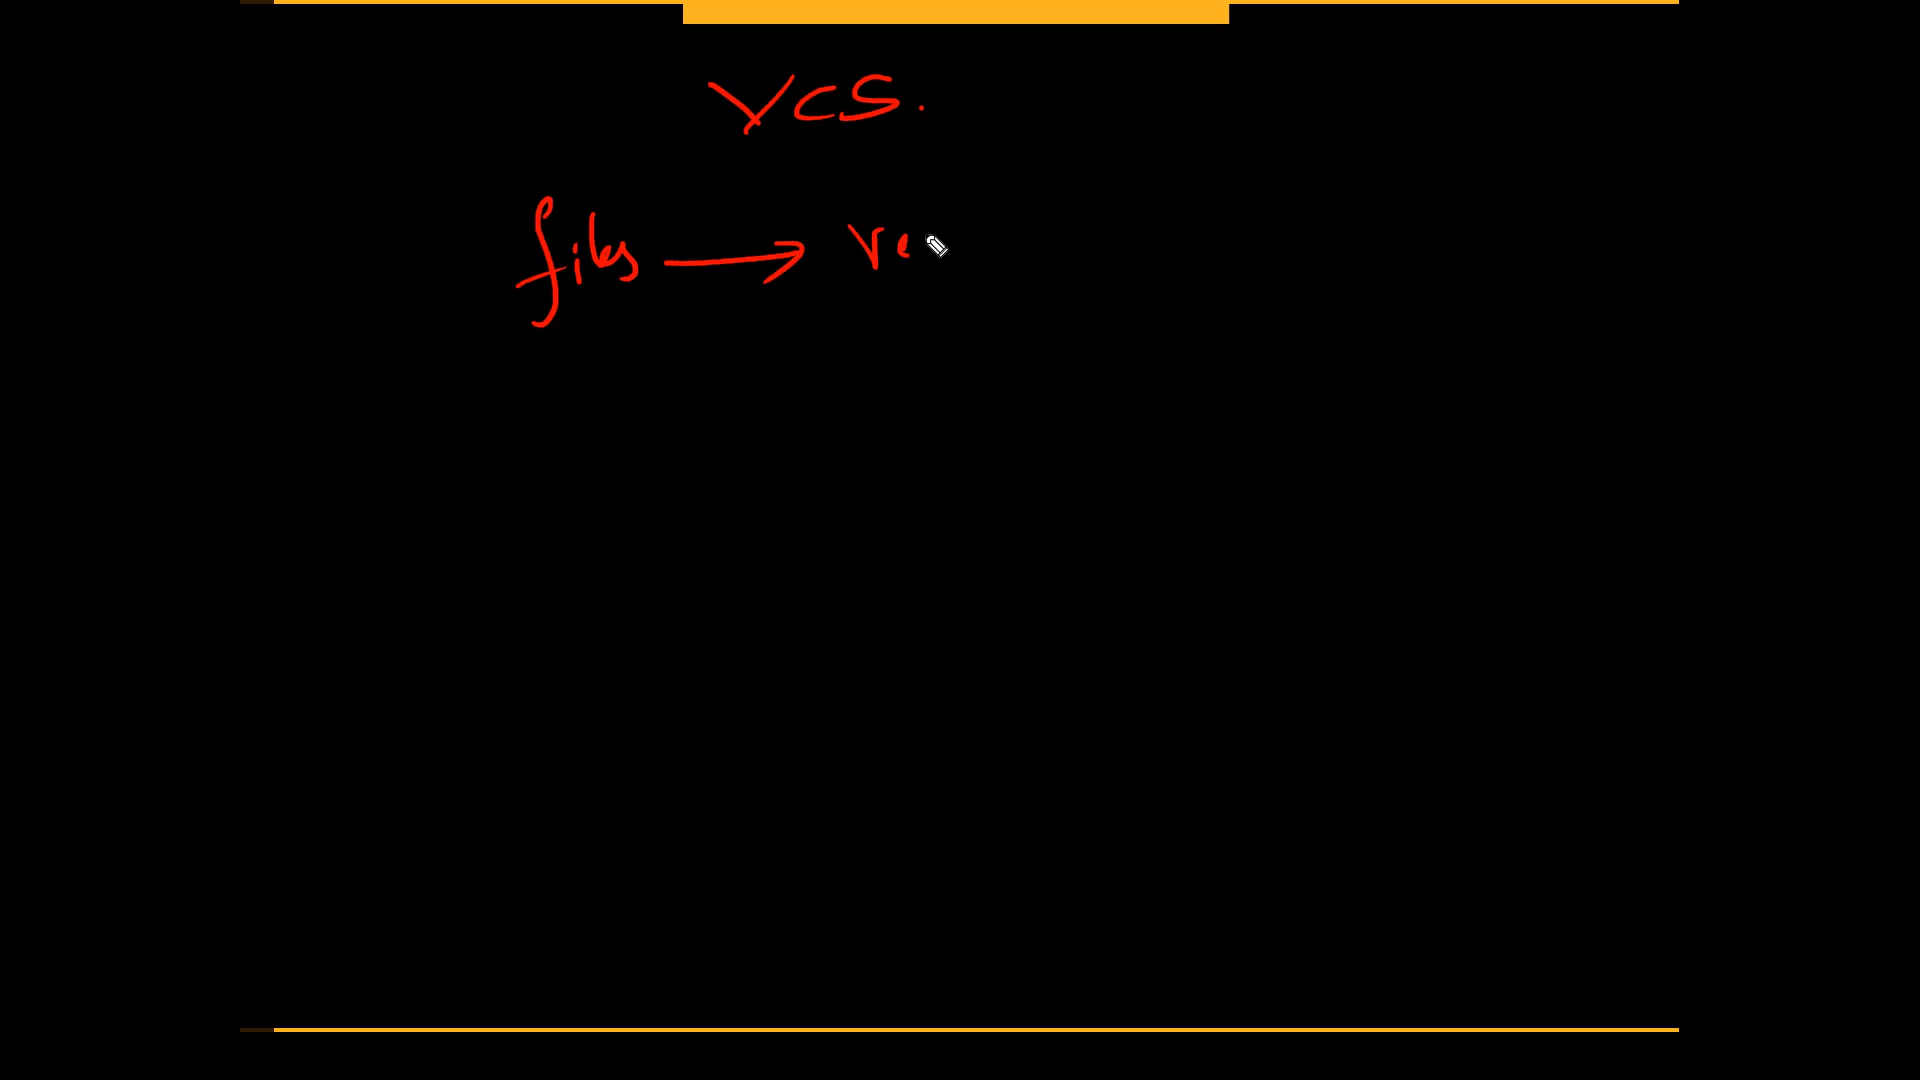 VCS.
files → ve